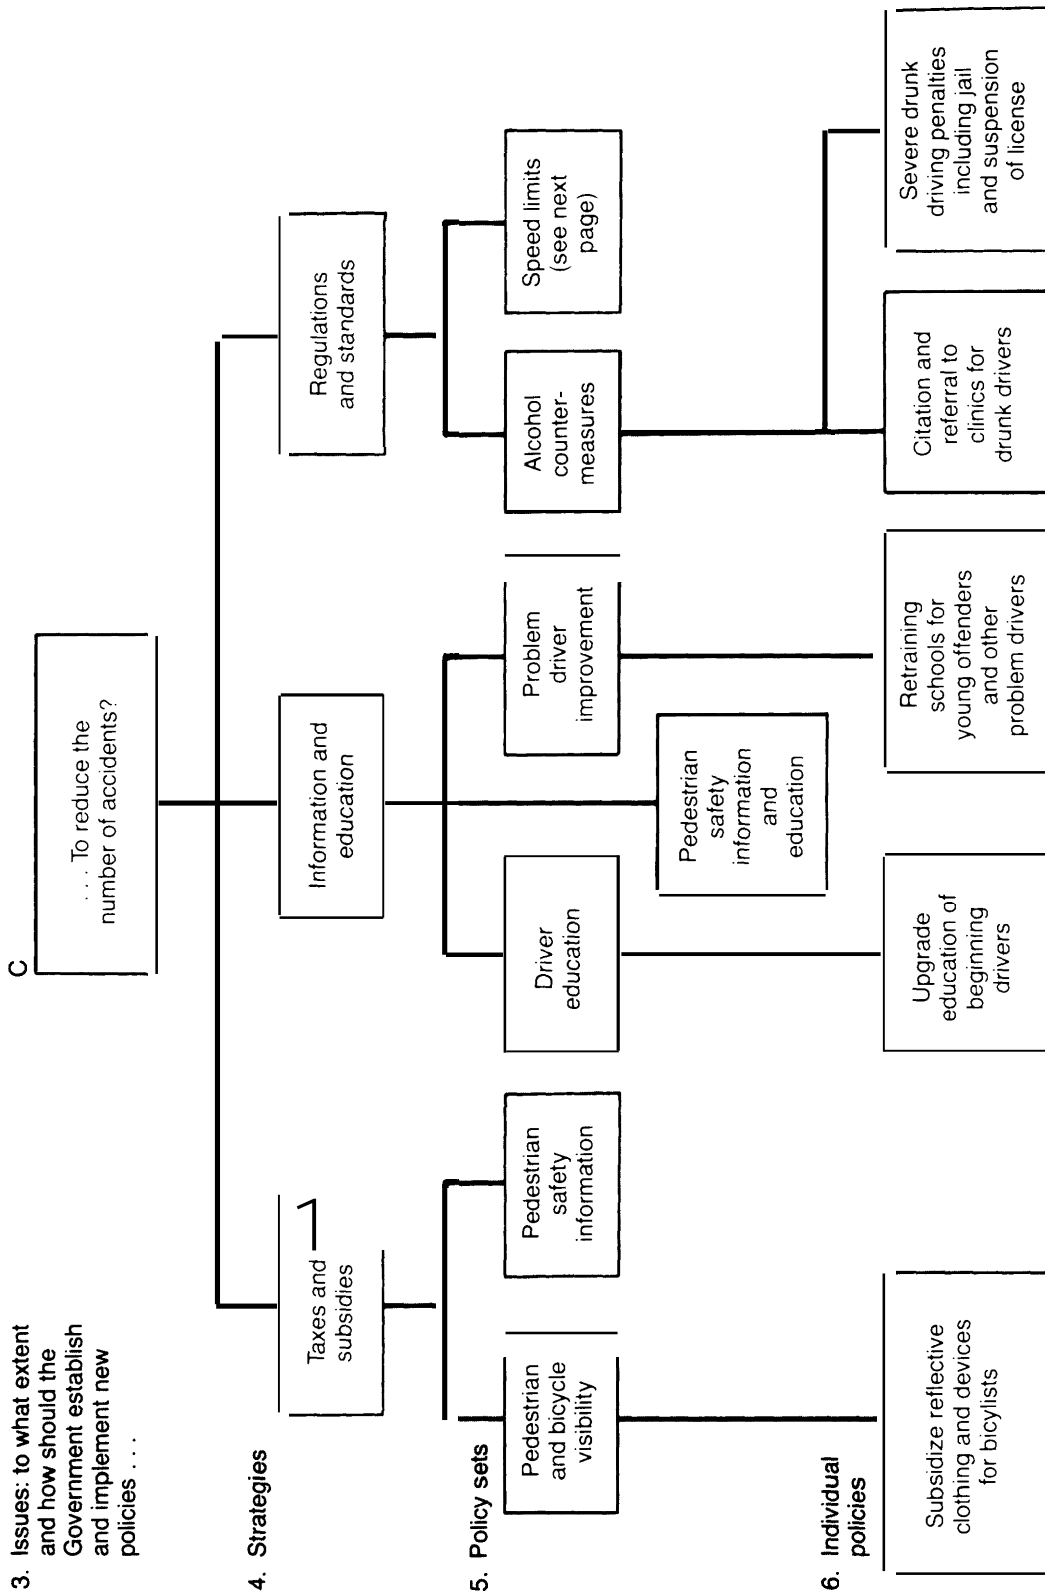 3. Issues: to what extent
and how should the
Government establish
and implement new
policies . . .
C
. . . To reduce the
number of accidents?
4. Strategies
Taxes and
subsidies
Information and
education
Regulations
and standards
5. Policy sets
Pedestrian
and bicycle
visibility
Pedestrian
safety
information
Driver
education
Pedestrian
safety
information
and
education
Problem
driver
improvement
Alcohol
counter-
measures
Speed limits
(see next
page)
6. Individual
policies
Subsidize reflective
clothing and devices
for bicylists
Upgrade
education of
beginning
drivers
Retraining
schools for
young offenders
and other
problem drivers
Citation and
referral to
clinics for
drunk drivers
Severe drunk
driving penalties
including jail
and suspension
of license